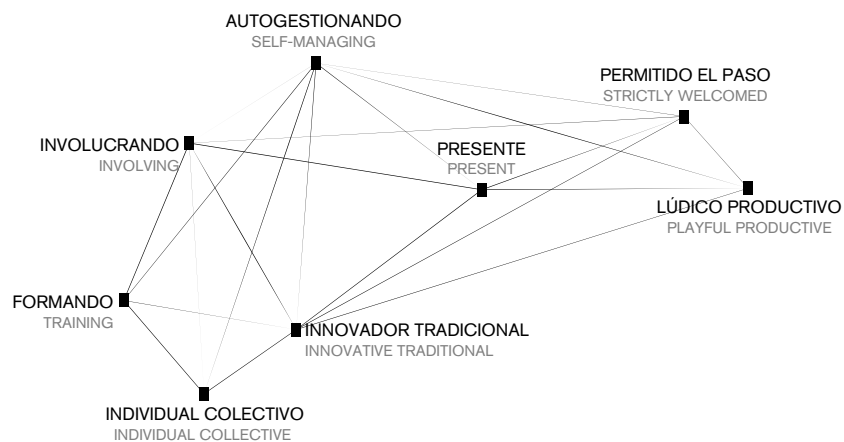 AUTOGESTIONANDO
SELF-MANAGING
PERMITIDO EL PASO
STRICTLY WELCOMED
INVOLUCRANDO
INVOLVING
PRESENTE
PRESENT
LÚDICO PRODUCTIVO
PLAYFUL PRODUCTIVE
FORMANDO
TRAINING
INNOVADOR TRADICIONAL
INNOVATIVE TRADITIONAL
INDIVIDUAL COLECTIVO
INDIVIDUAL COLLECTIVE